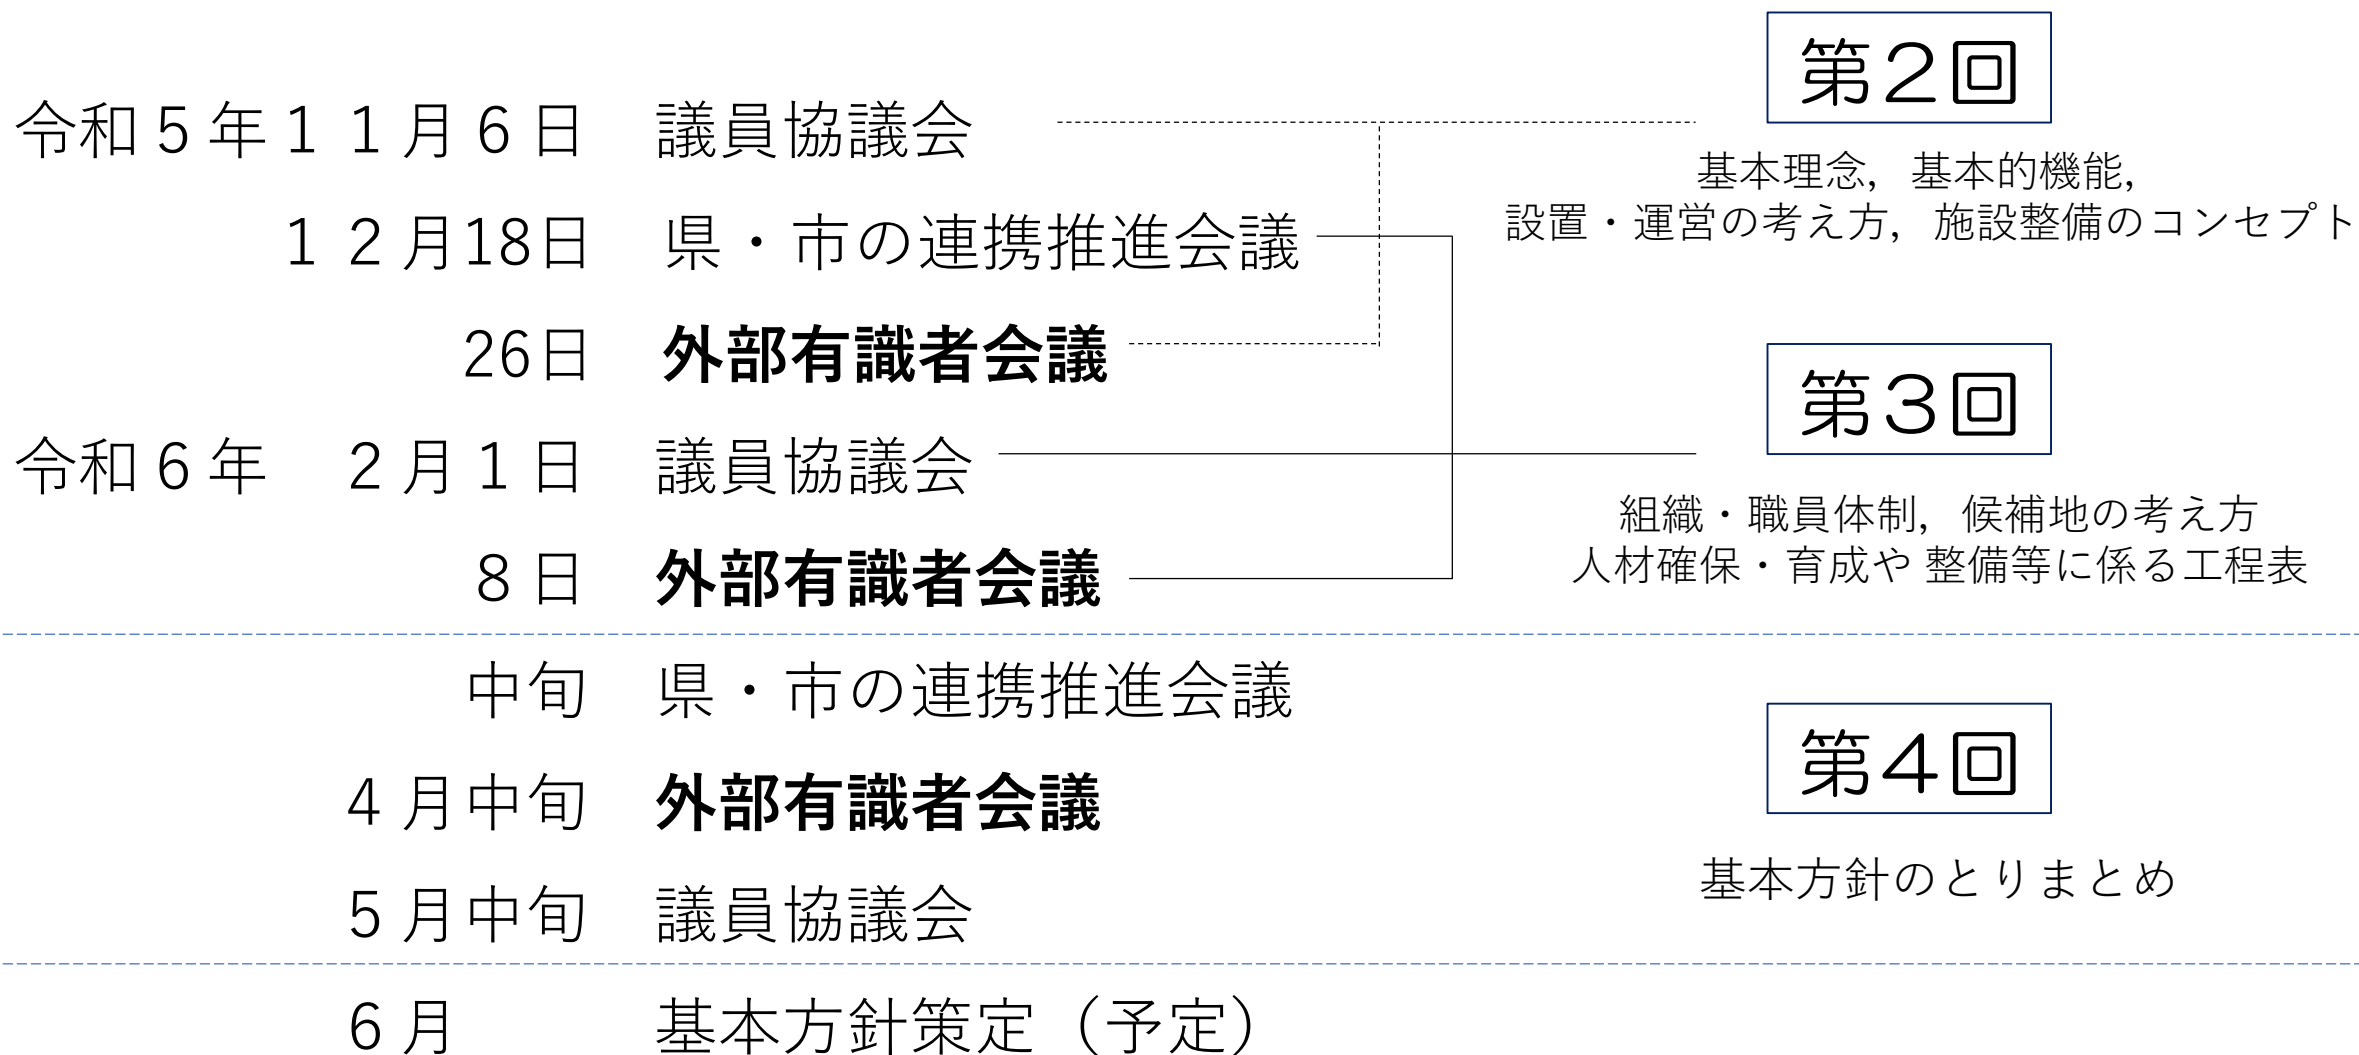 第２回
令和５年１１月６日　議員協議会
基本理念，基本的機能，
設置・運営の考え方，施設整備のコンセプト
１２月18日　県・市の連携推進会議
26日　外部有識者会議
第３回
令和６年　２月１日　議員協議会
組織・職員体制，候補地の考え方
人材確保・育成や 整備等に係る工程表
８日　外部有識者会議
中旬　県・市の連携推進会議
第４回
４月中旬　外部有識者会議
基本方針のとりまとめ
５月中旬　議員協議会
６月　基本方針策定（予定）